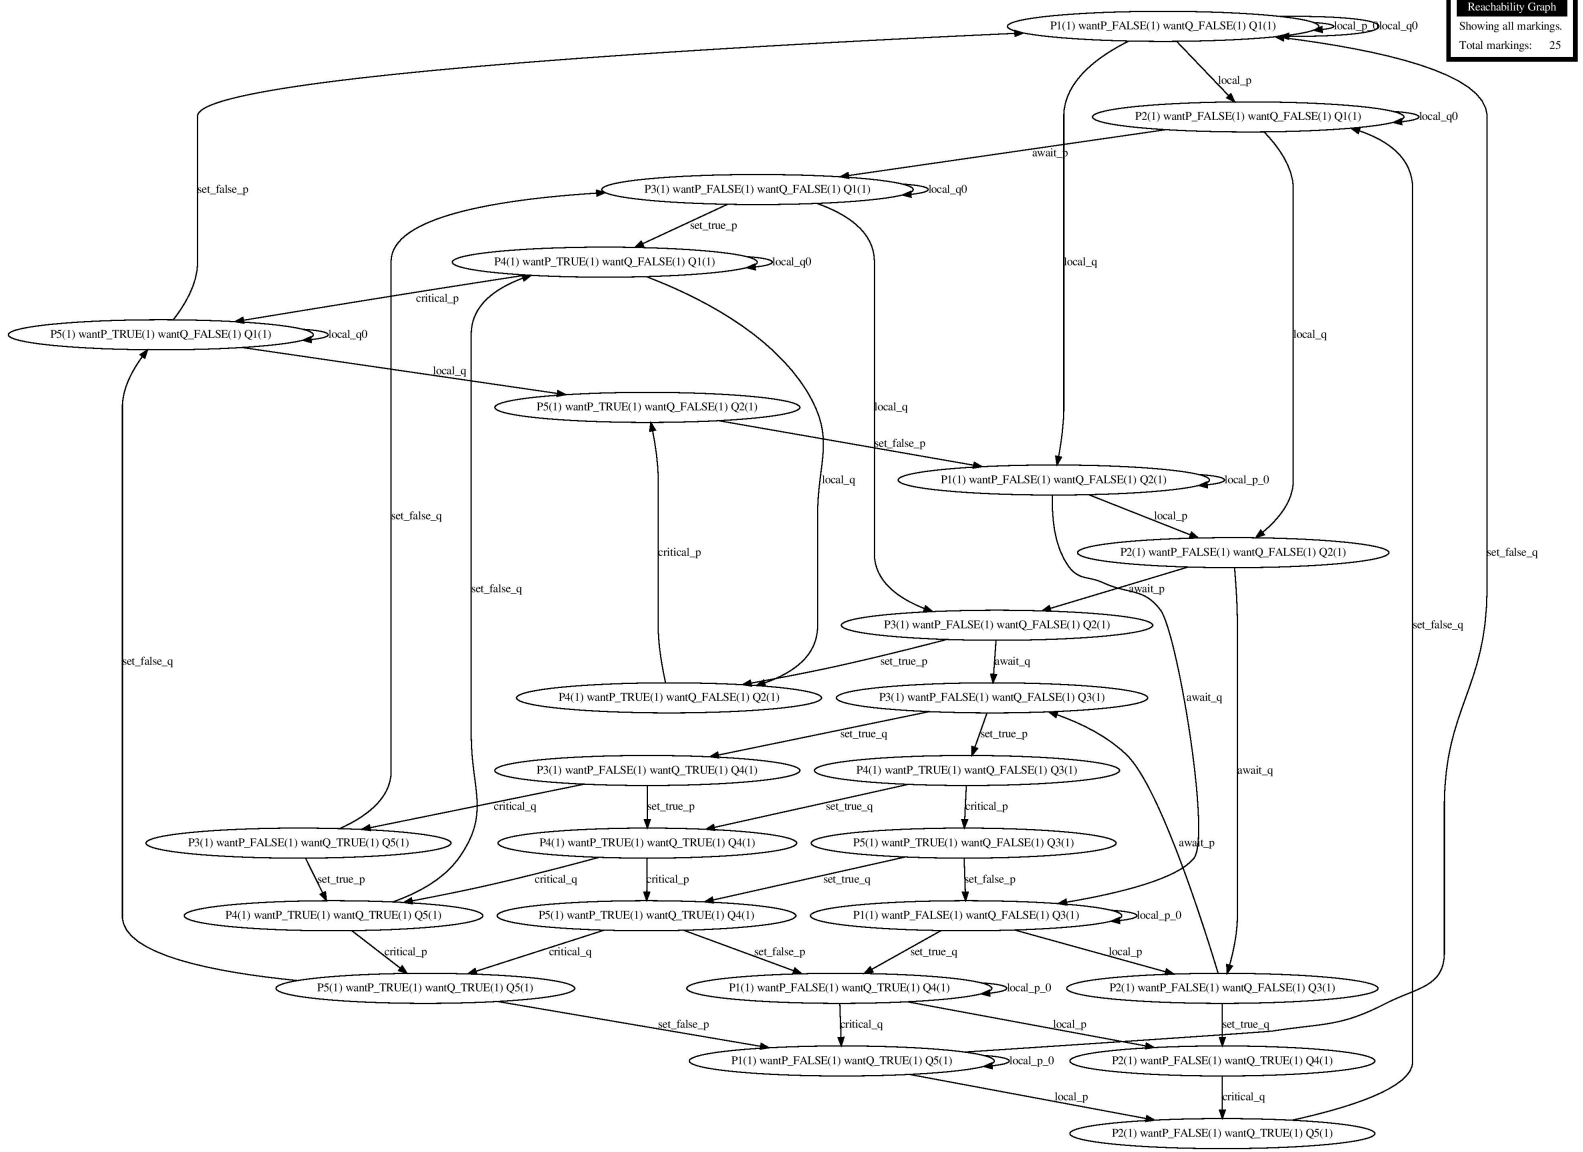 Reachability Graph
Showing all markings.
Total markings: 25
P1(1) wantP_FALSE(1) wantQ_FALSE(1) Q1(1)
local_p_0
local_q0
local_p
P2(1) wantP_FALSE(1) wantQ_FALSE(1) Q1(1)
local_q0
await_p
set_false_p
P3(1) wantP_FALSE(1) wantQ_FALSE(1) Q1(1)
local_q0
set_true_p
P4(1) wantP_TRUE(1) wantQ_FALSE(1) Q1(1)
local_q0
local_q
critical_p
P5(1) wantP_TRUE(1) wantQ_FALSE(1) Q1(1)
local_q0
local_q
local_q
P5(1) wantP_TRUE(1) wantQ_FALSE(1) Q2(1)
local_q
set_false_p
P1(1) wantP_FALSE(1) wantQ_FALSE(1) Q2(1)
local_p_0
local_q
set_false_q
local_p
critical_p
P2(1) wantP_FALSE(1) wantQ_FALSE(1) Q2(1)
set_false_q
set_false_q
await_p
P3(1) wantP_FALSE(1) wantQ_FALSE(1) Q2(1)
set_false_q
set_false_q
set_true_p
await_q
P4(1) wantP_TRUE(1) wantQ_FALSE(1) Q2(1)
P3(1) wantP_FALSE(1) wantQ_FALSE(1) Q3(1)
await_q
set_true_q
set_true_p
P3(1) wantP_FALSE(1) wantQ_TRUE(1) Q4(1)
P4(1) wantP_TRUE(1) wantQ_FALSE(1) Q3(1)
await_q
critical_q
set_true_p
set_true_q
critical_p
P3(1) wantP_FALSE(1) wantQ_TRUE(1) Q5(1)
P4(1) wantP_TRUE(1) wantQ_TRUE(1) Q4(1)
P5(1) wantP_TRUE(1) wantQ_FALSE(1) Q3(1)
await_p
set_true_p
critical_q
critical_p
set_true_q
set_false_p
P4(1) wantP_TRUE(1) wantQ_TRUE(1) Q5(1)
P5(1) wantP_TRUE(1) wantQ_TRUE(1) Q4(1)
P1(1) wantP_FALSE(1) wantQ_FALSE(1) Q3(1)
local_p_0
critical_p
critical_q
set_false_p
set_true_q
local_p
P5(1) wantP_TRUE(1) wantQ_TRUE(1) Q5(1)
P1(1) wantP_FALSE(1) wantQ_TRUE(1) Q4(1)
local_p_0
P2(1) wantP_FALSE(1) wantQ_FALSE(1) Q3(1)
set_false_p
critical_q
local_p
set_true_q
P1(1) wantP_FALSE(1) wantQ_TRUE(1) Q5(1)
local_p_0
P2(1) wantP_FALSE(1) wantQ_TRUE(1) Q4(1)
local_p
critical_q
P2(1) wantP_FALSE(1) wantQ_TRUE(1) Q5(1)